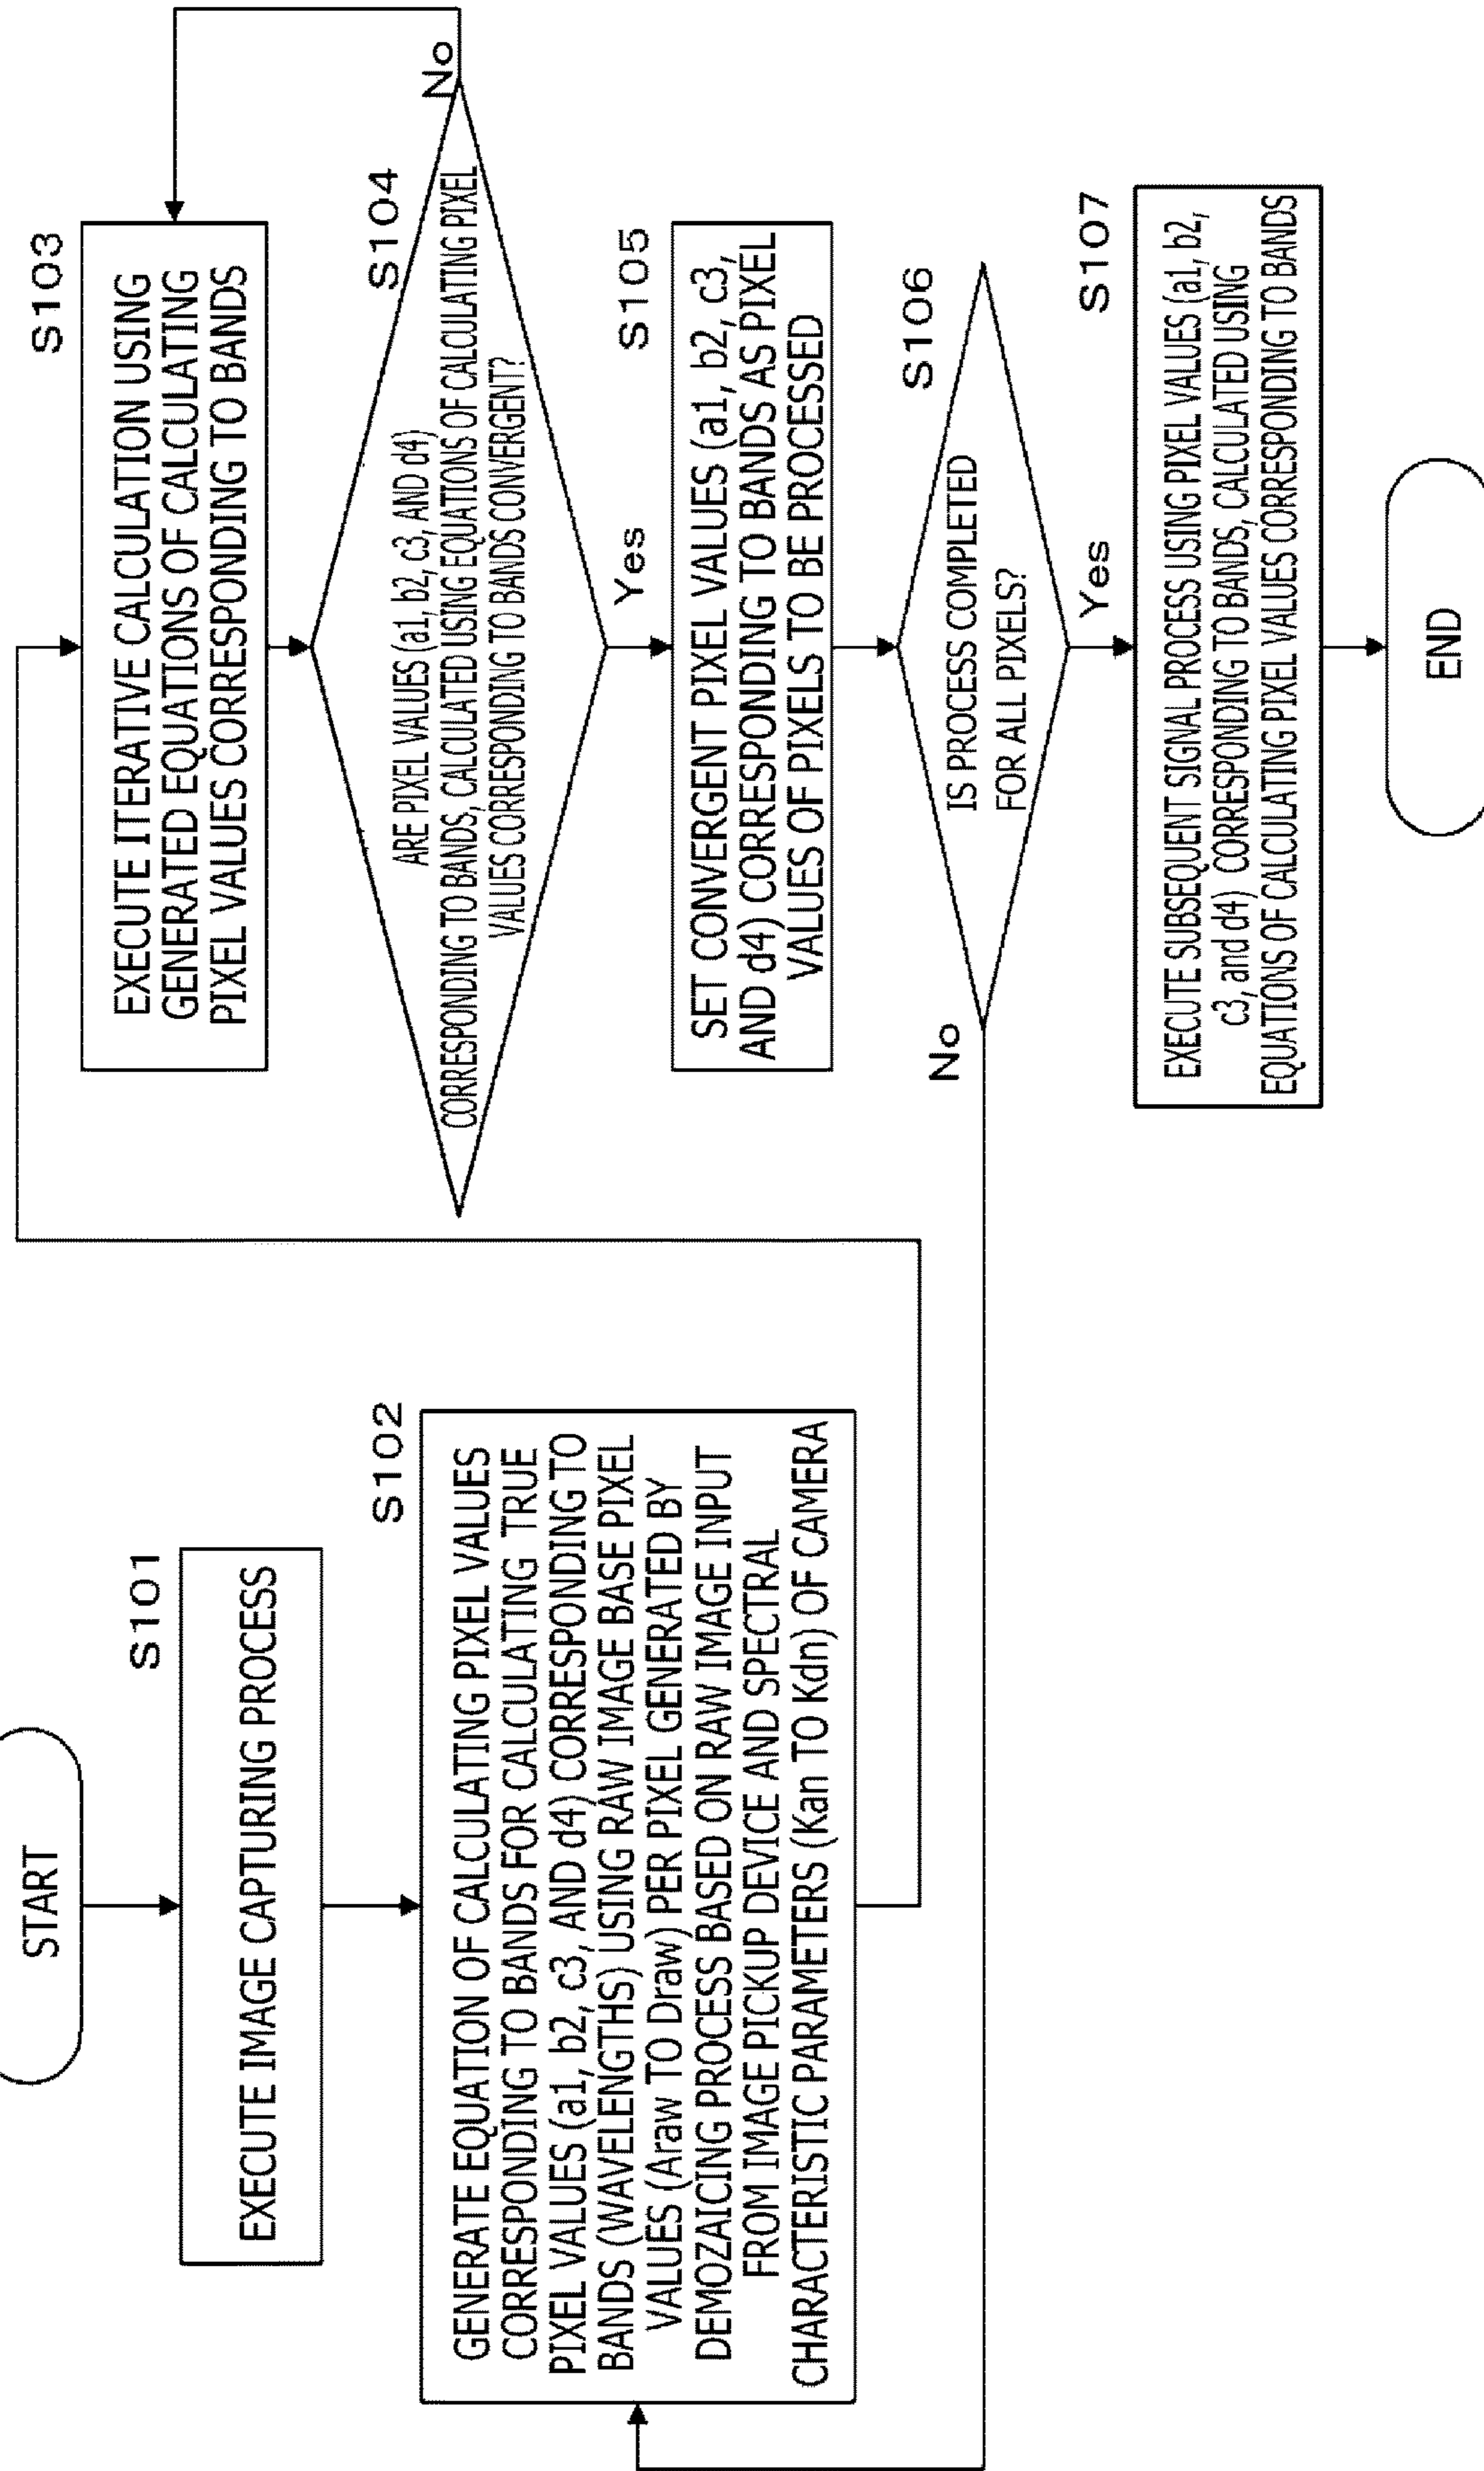 START
S101
EXECUTE IMAGE CAPTURING PROCESS
S102
GENERATE EQUATION OF CALCULATING PIXEL VALUES
CORRESPONDING TO BANDS FOR CALCULATING TRUE
PIXEL VALUES (a1, b2, c3, AND d4) CORRESPONDING TO
BANDS (WAVELENGTHS) USING RAW IMAGE BASE PIXEL
VALUES (Araw TO Draw) PER PIXEL GENERATED BY
DEMOZAICING PROCESS BASED ON RAW IMAGE INPUT
FROM IMAGE PICKUP DEVICE AND SPECTRAL
CHARACTERISTIC PARAMETERS (Kan TO Kdn) OF CAMERA
S103
EXECUTE ITERATIVE CALCULATION USING
GENERATED EQUATIONS OF CALCULATING
PIXEL VALUES CORRESPONDING TO BANDS
S104
ARE PIXEL VALUES (a1, b2, c3, AND d4)
CORRESPONDING TO BANDS, CALCULATED USING EQUATIONS OF CALCULATING PIXEL
VALUES CORRESPONDING TO BANDS CONVERGENT?
No
Yes
S105
SET CONVERGENT PIXEL VALUES (a1, b2, c3,
AND d4) CORRESPONDING TO BANDS AS PIXEL
VALUES OF PIXELS TO BE PROCESSED
S106
IS PROCESS COMPLETED
FOR ALL PIXELS?
No
Yes
S107
EXECUTE SUBSEQUENT SIGNAL PROCESS USING PIXEL VALUES (a1, b2,
c3, and d4) CORRESPONDING TO BANDS, CALCULATED USING
EQUATIONS OF CALCULATING PIXEL VALUES CORRESPONDING TO BANDS
END